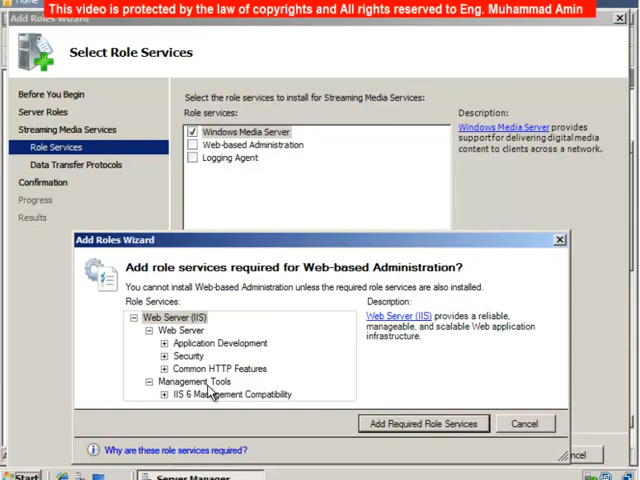 Home
This video is protected by the law of copyrights and All rights reserved to Eng. Muhammad Amin
Add Roles Wizard
Select Role Services
Before You Begin
Server Roles
Streaming Media Services
Role Services
Data Transfer Protocols
Confirmation
Progress
Results
Select the role services to install for Streaming Media Services:
Role services:
Windows Media Server
Web-based Administration
Logging Agent
Description:
Windows Media Server provides
support for delivering digital media
content to clients across a network.
Add Roles Wizard
Add role services required for Web-based Administration?
You cannot install Web-based Administration unless the required role services are also installed.
Role Services:
Web Server (IIS)
Web Server
Application Development
Security
Common HTTP Features
Management Tools
IIS 6 Management Compatibility
Description:
Web Server (IIS) provides a reliable,
manageable, and scalable Web application
infrastructure.
Add Required Role Services
Cancel
Why are these role services required?
Start
Server Manager